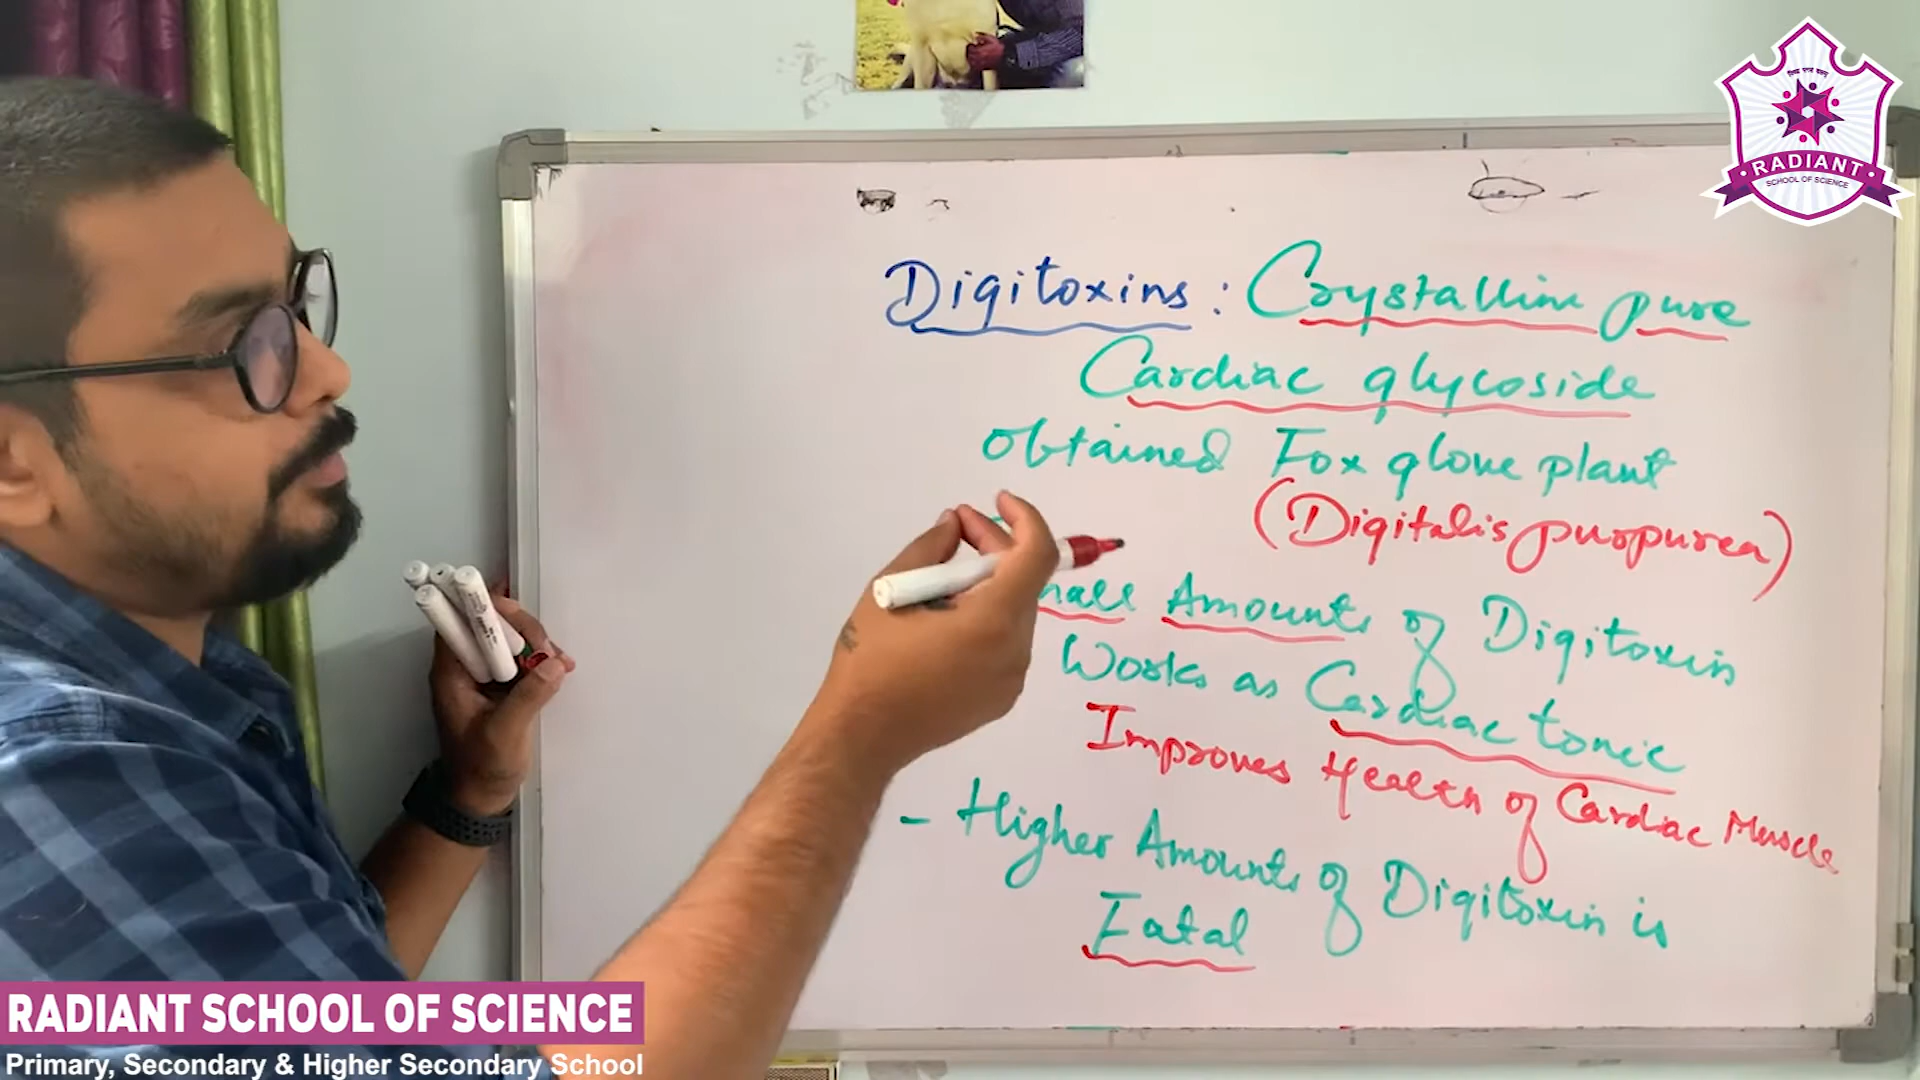 RADIANT
SCHOOL OF SCIENCE
Digitoxins : Crystalline pure
Cardiac glycoside
Obtained Fox glove plant
(Digitalis purpurea)
Amounts of Digitoxin
Works as Cardiac tonic
Improves Health of Cardiac Muscle
- Higher Amounts of Digitoxin is
Fatal
RADIANT SCHOOL OF SCIENCE
Primary, Secondary & Higher Secondary School